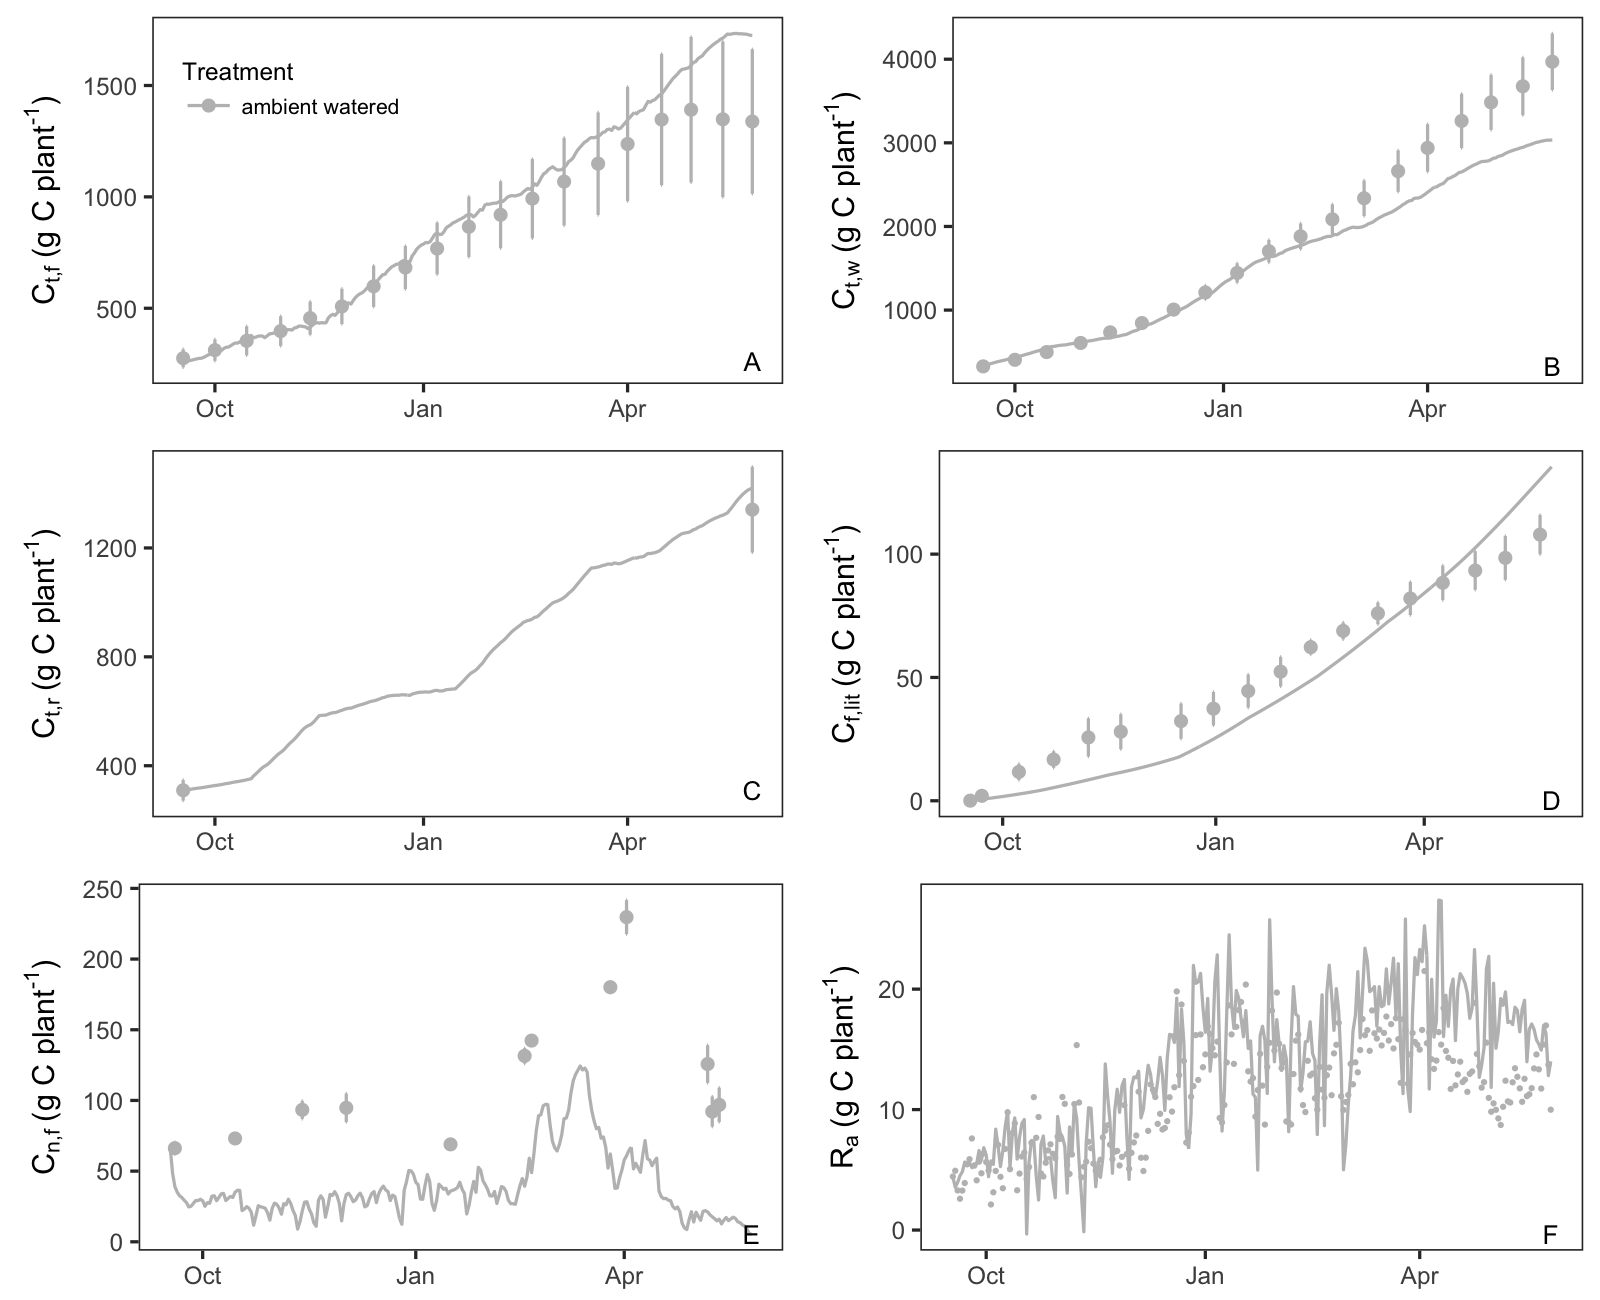 C_t,f (g C plant^-1)
Treatment
ambient watered
1500
1000
500
A
Oct Jan Apr
C_t,w (g C plant^-1)
4000
3000
2000
1000
B
Oct Jan Apr
C_t,r (g C plant^-1)
1200
800
400
C
Oct Jan Apr
C_f,lit (g C plant^-1)
100
50
0
D
Oct Jan Apr
C_n,f (g C plant^-1)
250
200
150
100
50
0
E
Oct Jan Apr
R_a (g C plant^-1)
20
10
0
F
Oct Jan Apr